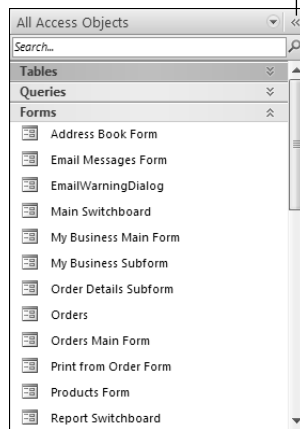 All Access Objects
Search...
Tables
Queries
Forms
Address Book Form
Email Messages Form
EmailWarningDialog
Main Switchboard
My Business Main Form
My Business Subform
Order Details Subform
Orders
Orders Main Form
Print from Order Form
Products Form
Report Switchboard